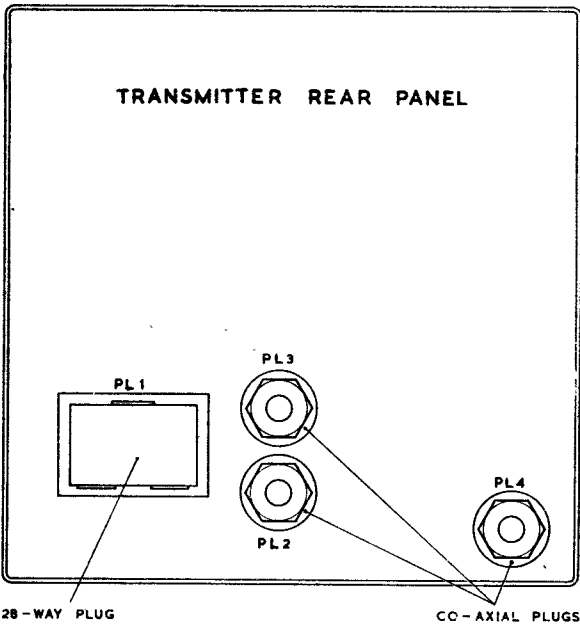 TRANSMITTER REAR PANEL
PL3
PL1
PL4
PL2
28-WAY PLUG
CO-AXIAL PLUGS